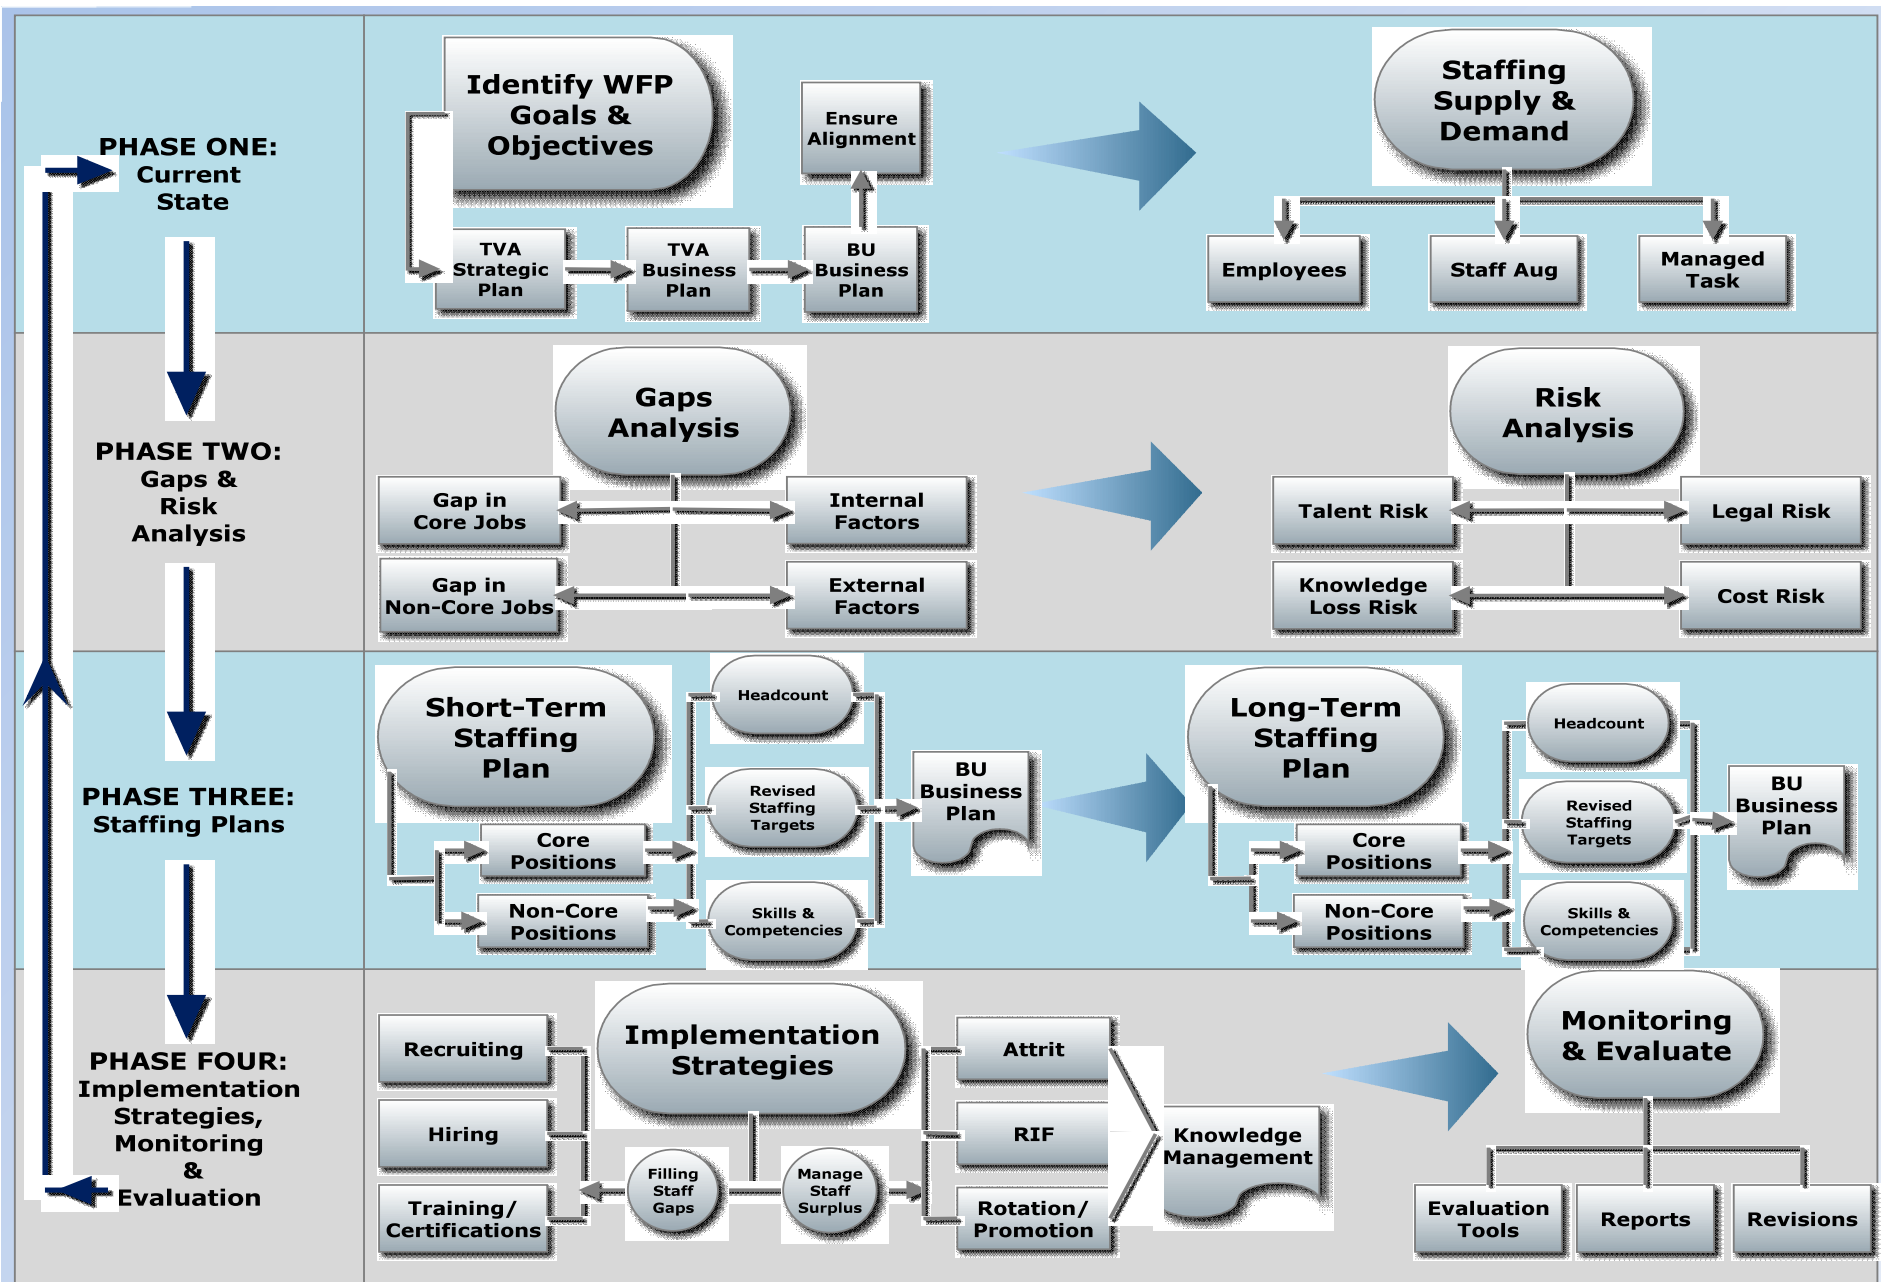 PHASE ONE:
Current
State
Identify WFP
Goals &
Objectives
Ensure
Alignment
TVA
Strategic
Plan
TVA
Business
Plan
BU
Business
Plan
Staffing
Supply &
Demand
Employees
Staff Aug
Managed
Task
PHASE TWO:
Gaps &
Risk
Analysis
Gaps
Analysis
Gap in
Core Jobs
Internal
Factors
Gap in
Non-Core Jobs
External
Factors
Risk
Analysis
Talent Risk
Legal Risk
Knowledge
Loss Risk
Cost Risk
PHASE THREE:
Staffing Plans
Short-Term
Staffing
Plan
Core
Positions
Non-Core
Positions
Headcount
Revised
Staffing
Targets
Skills &
Competencies
BU
Business
Plan
Long-Term
Staffing
Plan
Core
Positions
Non-Core
Positions
Headcount
Revised
Staffing
Targets
Skills &
Competencies
BU
Business
Plan
PHASE FOUR:
Implementation
Strategies,
Monitoring
&
Evaluation
Recruiting
Hiring
Training/
Certifications
Implementation
Strategies
Filling
Staff
Gaps
Manage
Staff
Surplus
Attrit
RIF
Rotation/
Promotion
Knowledge
Management
Monitoring
& Evaluate
Evaluation
Tools
Reports
Revisions